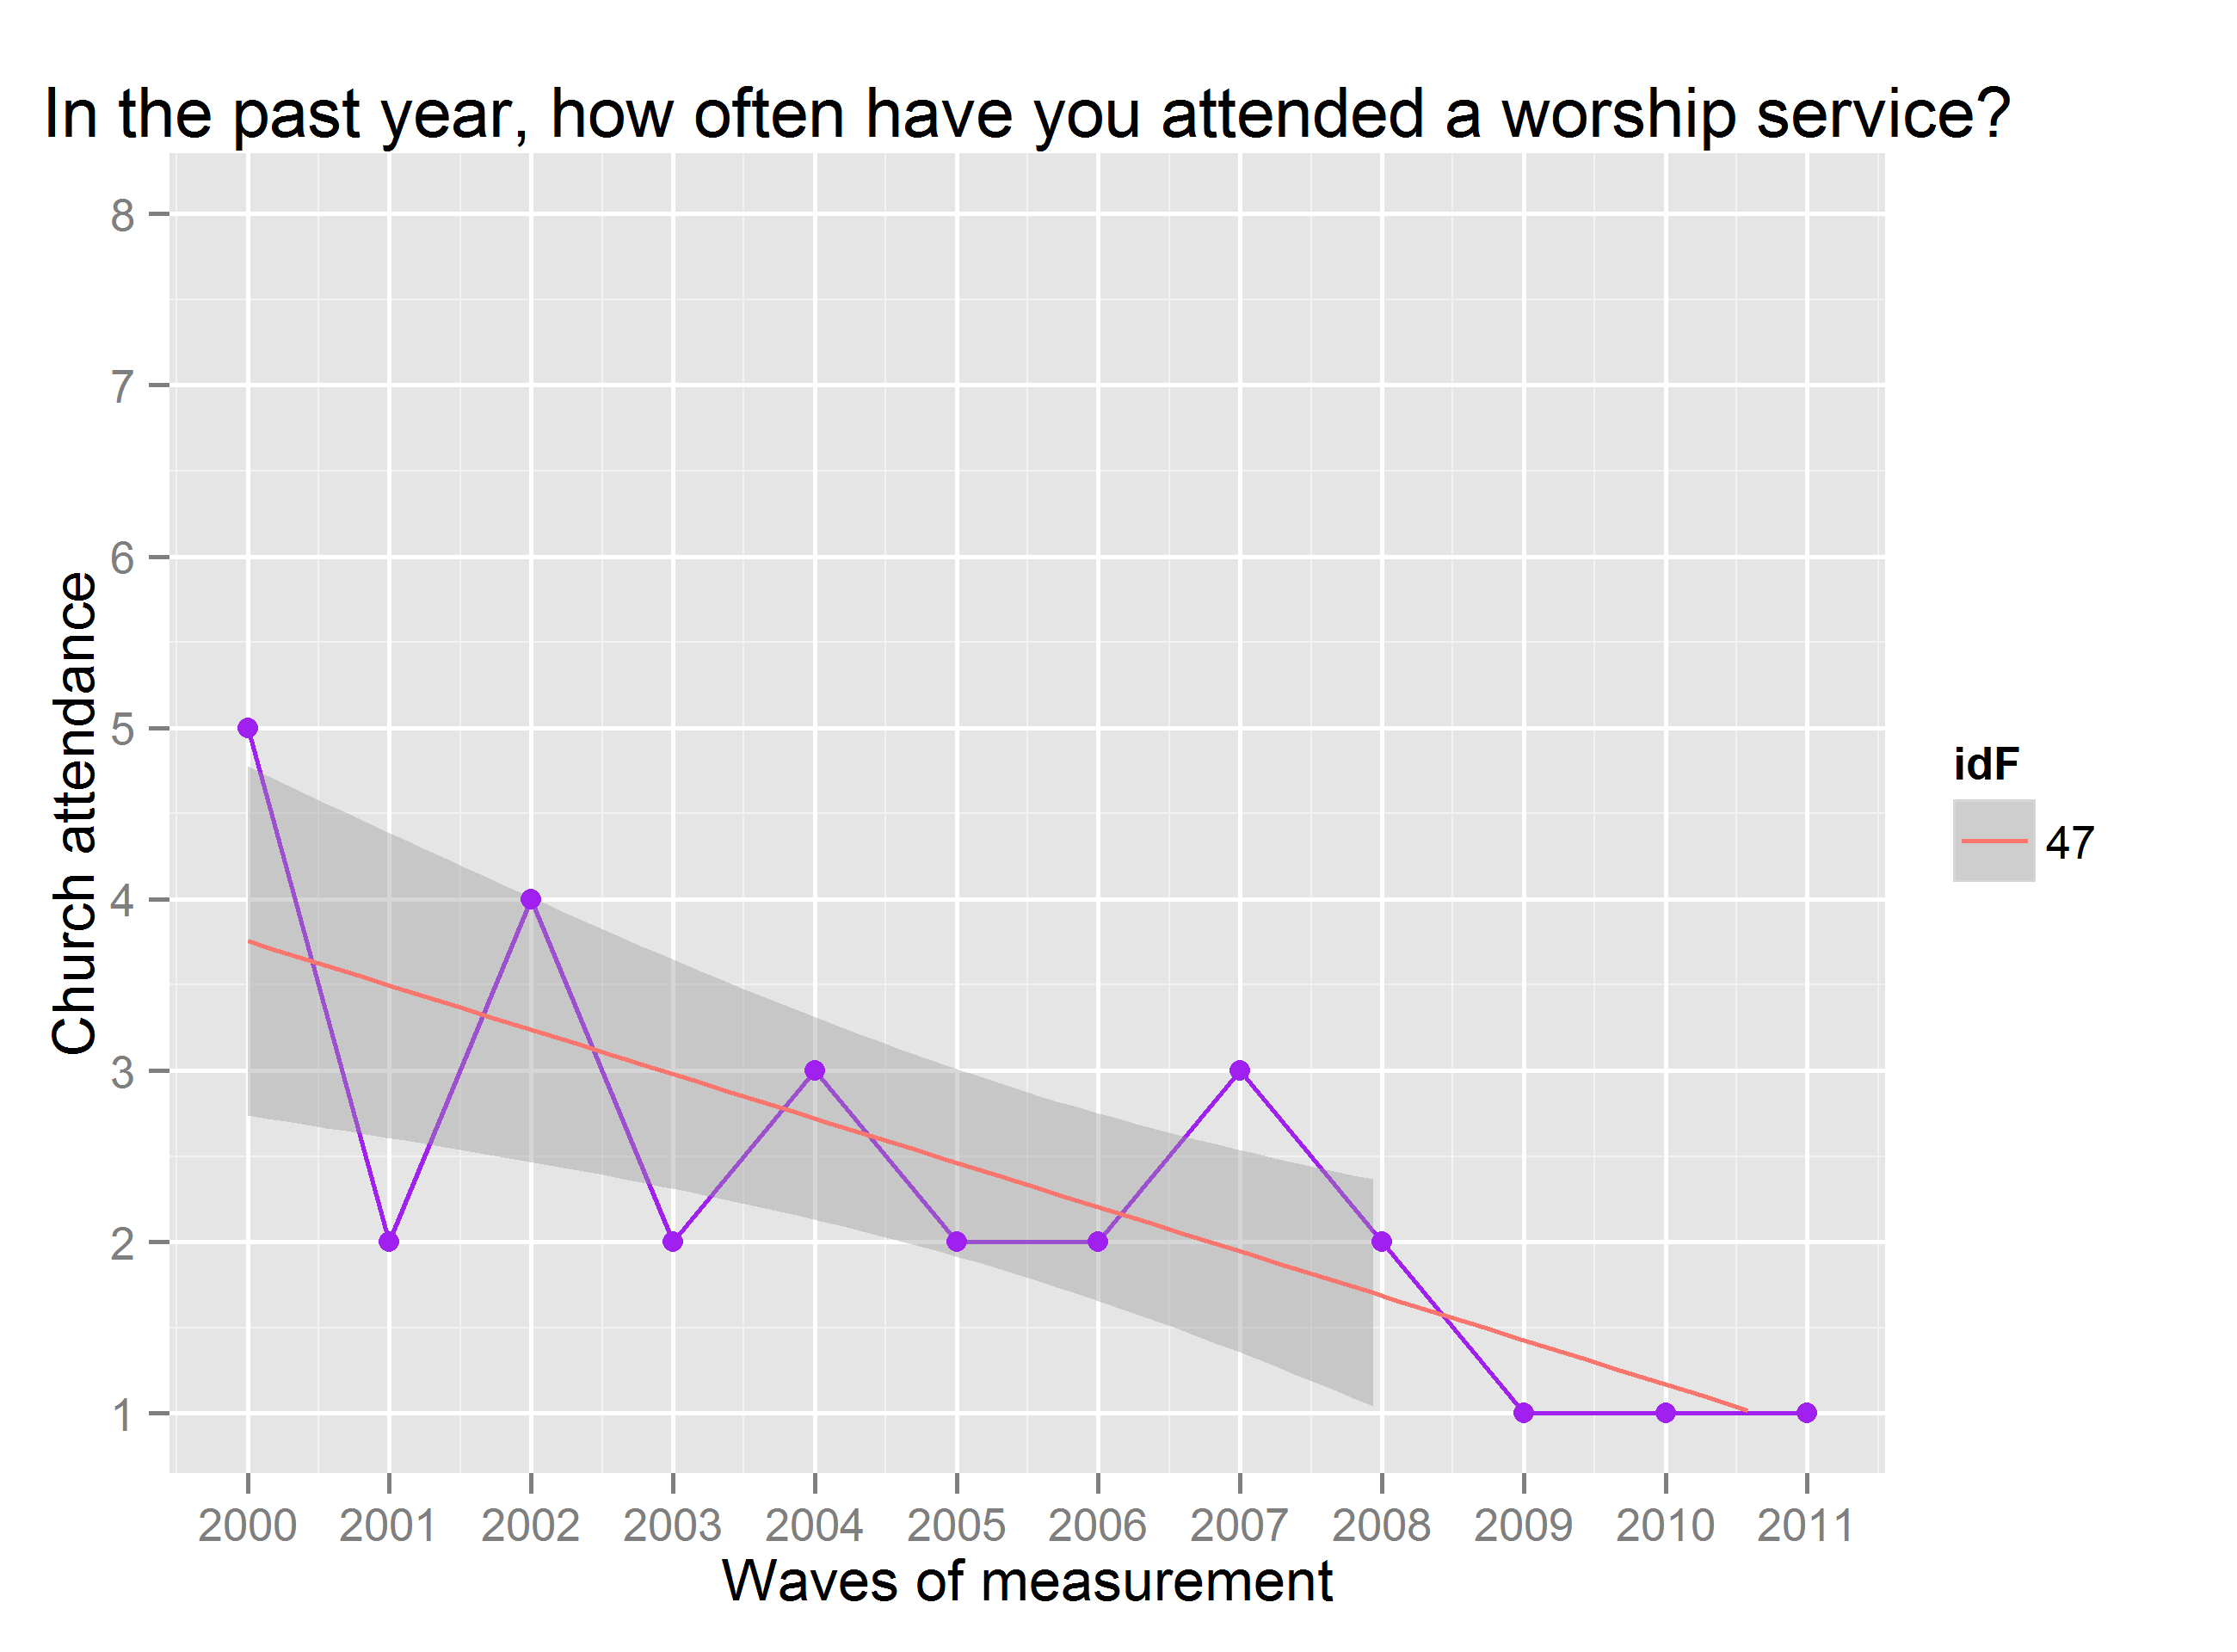 In the past year, how often have you attended a worship service?
Church attendance
8
7
6
5
4
3
2
1
2000 2001 2002 2003 2004 2005 2006 2007 2008 2009 2010 2011
Waves of measurement
idF
47